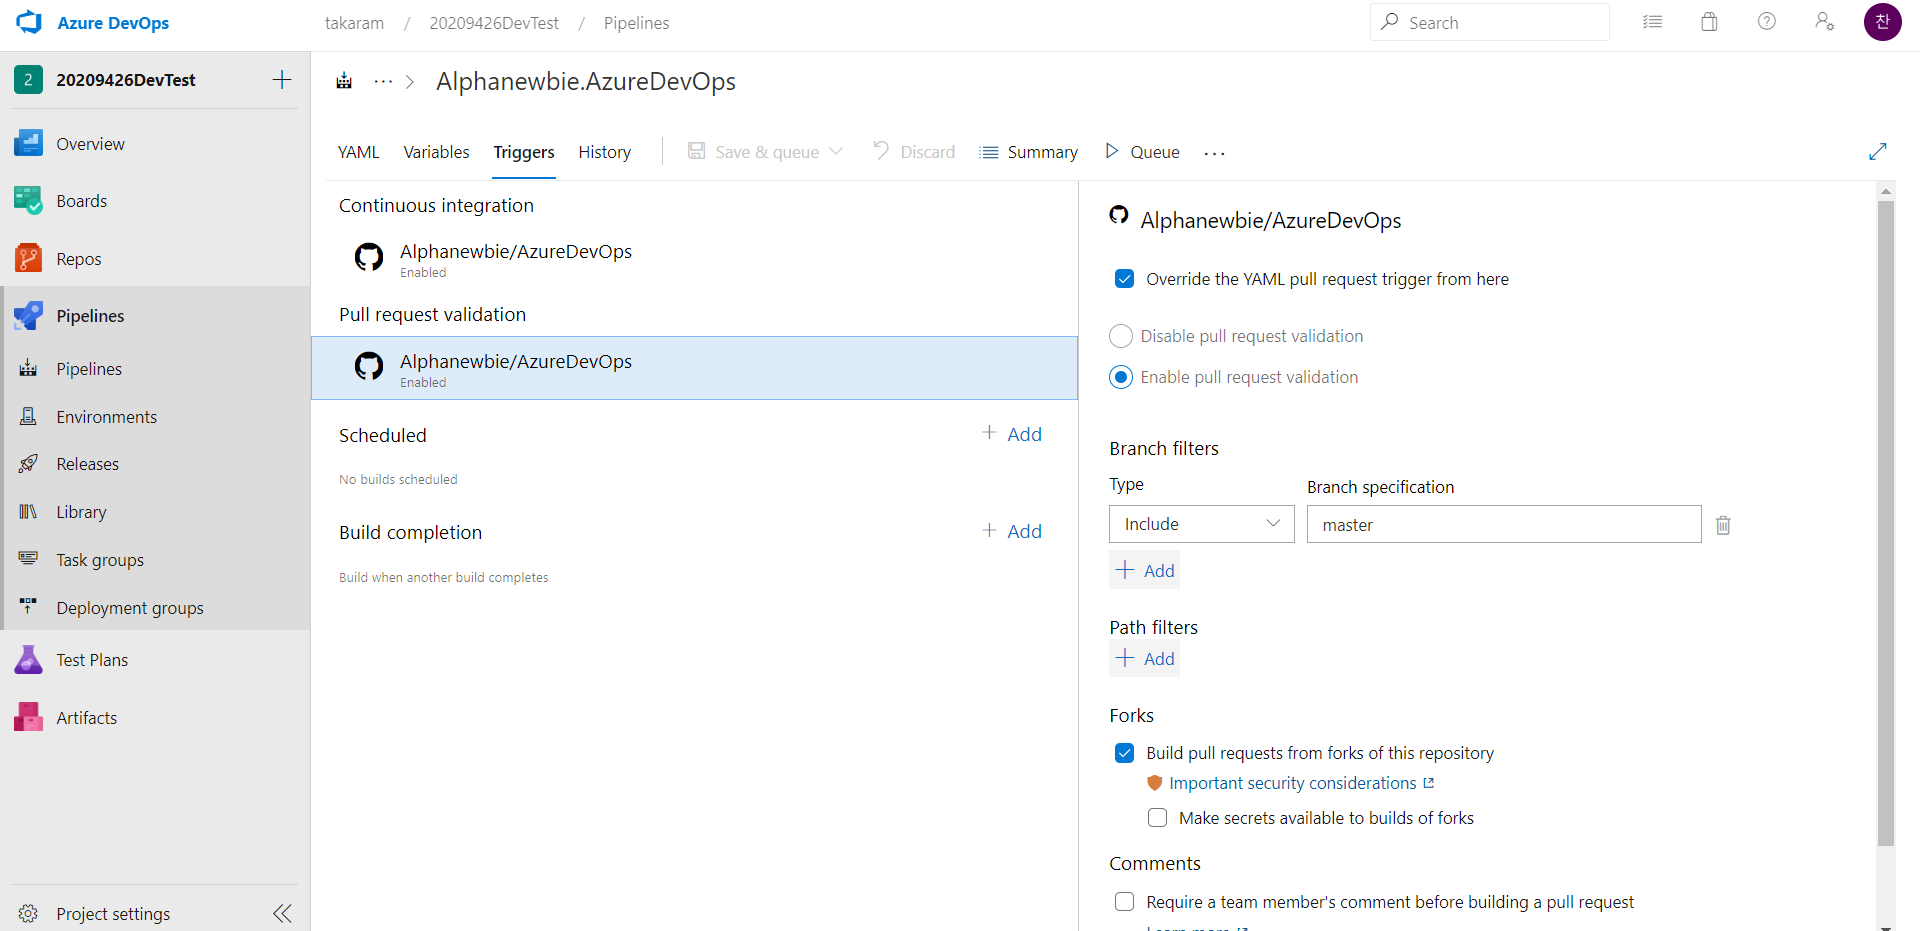 Azure DevOps
takaram / 20209426DevTest / Pipelines
Search
찬
2 20209426DevTest
Overview
Boards
Repos
Pipelines
Pipelines
Environments
Releases
Library
Task groups
Deployment groups
Test Plans
Artifacts
Project settings
... > Alphanewbie.AzureDevOps
YAML Variables Triggers History Save & queue Discard Summary Queue ...
Continuous integration
Alphanewbie/AzureDevOps
Enabled
Pull request validation
Alphanewbie/AzureDevOps
Enabled
Scheduled + Add
No builds scheduled
Build completion + Add
Build when another build completes
Alphanewbie/AzureDevOps
Override the YAML pull request trigger from here
Disable pull request validation
Enable pull request validation
Branch filters
Type Branch specification
Include master
+ Add
Path filters
+ Add
Forks
Build pull requests from forks of this repository
Important security considerations
Make secrets available to builds of forks
Comments
Require a team member's comment before building a pull request
Learn more